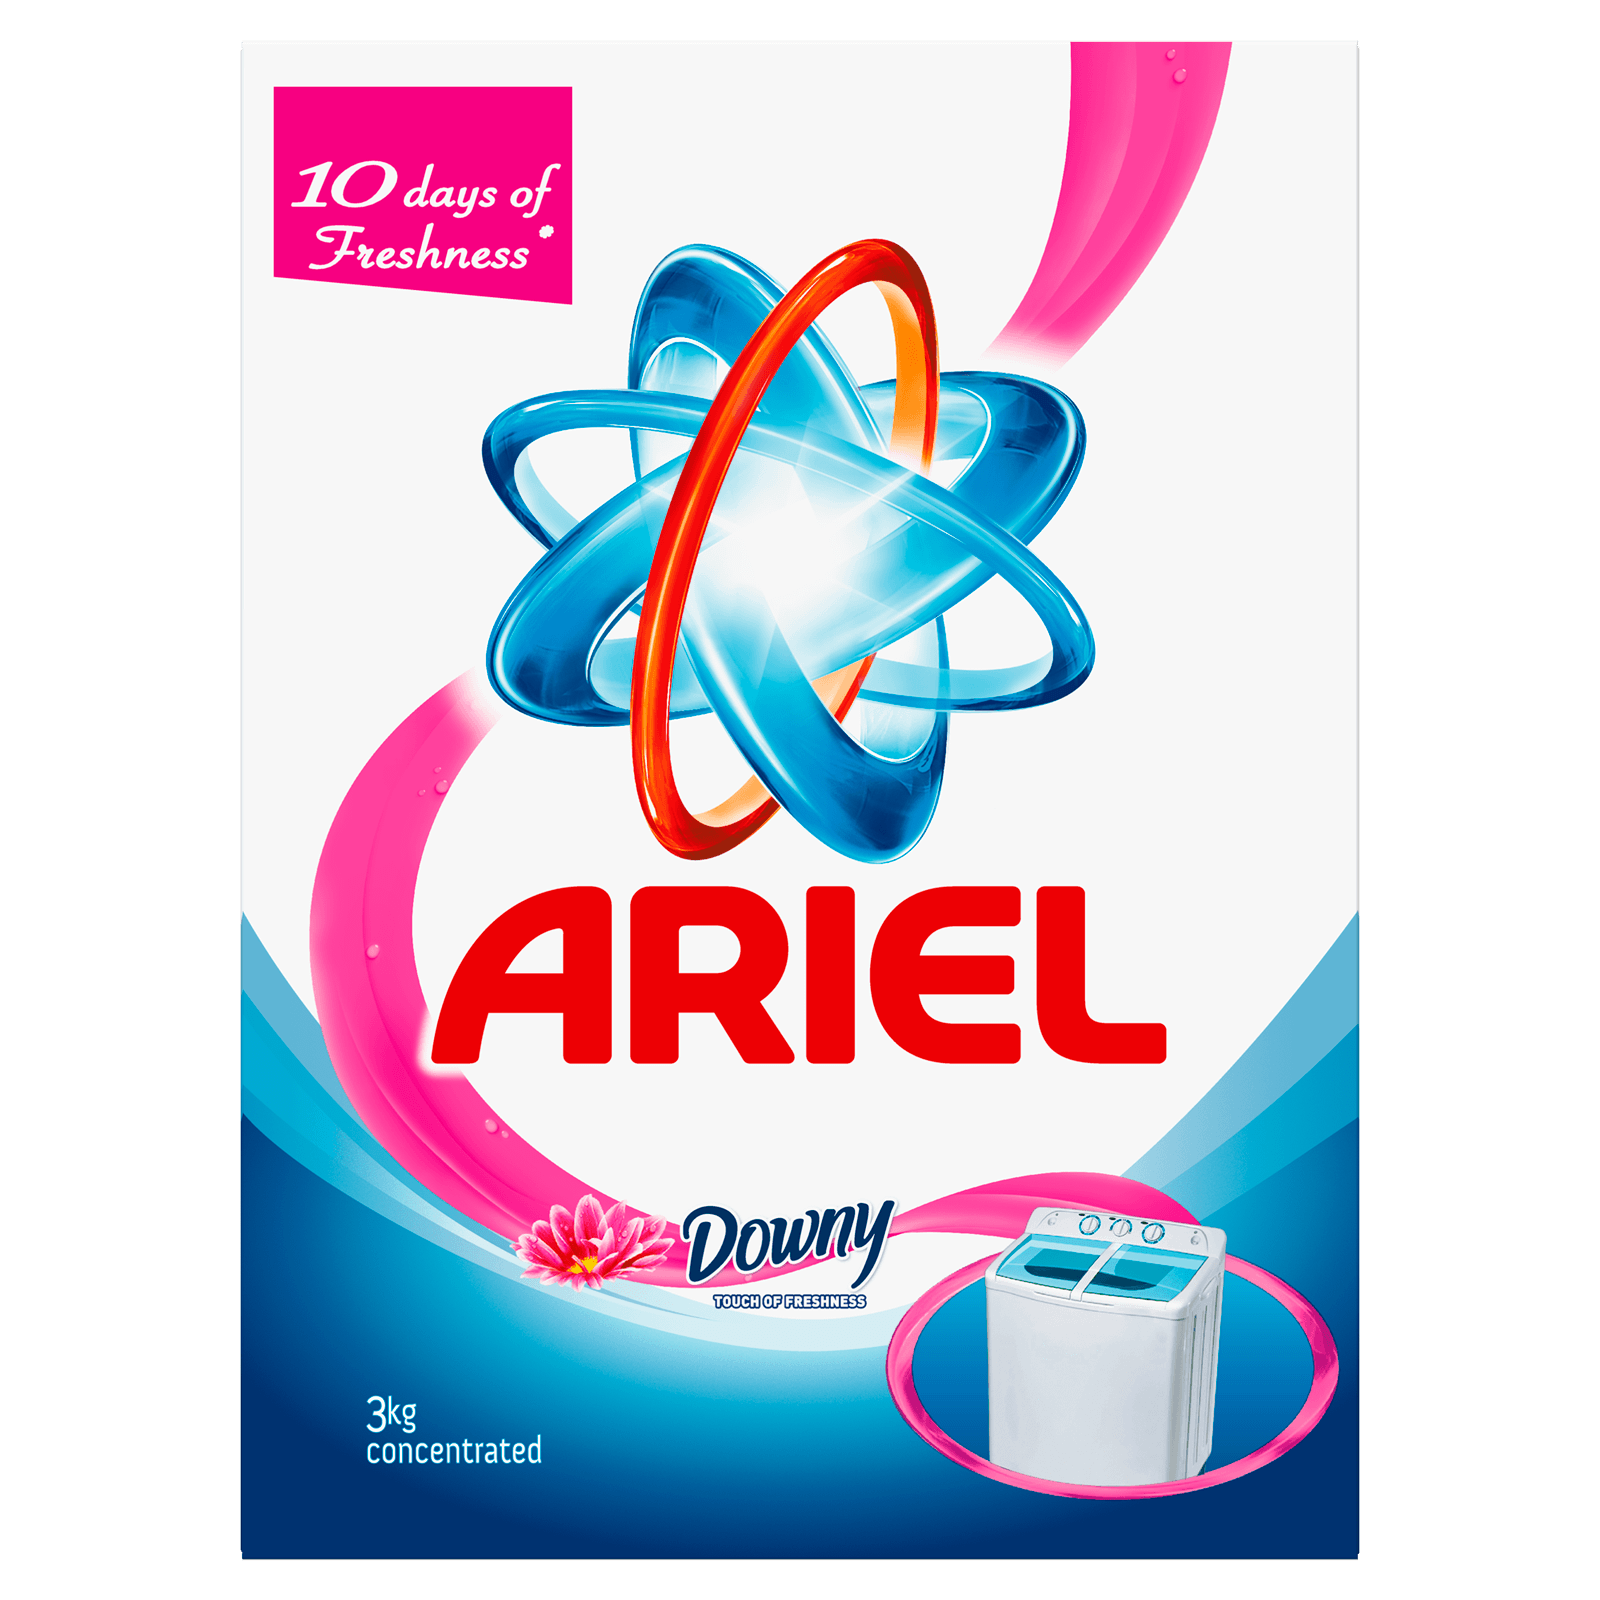 10 days of
Freshness*
ARIEL
Downy
TOUCH OF FRESHNESS
3kg
concentrated